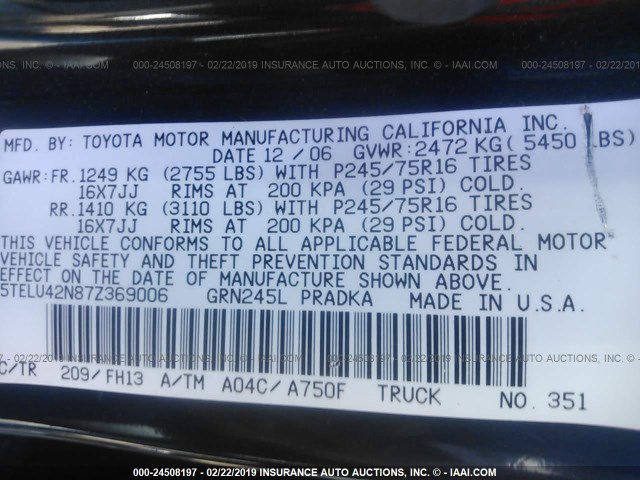 000-24508197 - 02/22/2019 INSURANCE AUTO AUCTIONS, INC. © - IAAI.COM
MFD. BY: TOYOTA MOTOR MANUFACTURING CALIFORNIA INC.
DATE 12 / 06 GVWR: 2472 KG ( 5450 LBS)
GAWR: FR. 1249 KG (2755 LBS) WITH P245/75R16 TIRES
16X7JJ RIMS AT 200 KPA (29 PSI) COLD.
RR. 1410 KG (3110 LBS) WITH P245/75R16 TIRES
16X7JJ RIMS AT 200 KPA (29 PSI) COLD.
THIS VEHICLE CONFORMS TO ALL APPLICABLE FEDERAL MOTOR
VEHICLE SAFETY AND THEFT PREVENTION STANDARDS IN
EFFECT ON THE DATE OF MANUFACTURE SHOWN ABOVE.
5TELU42N87Z369006 GRN245L PRADKA MADE IN U.S.A.
C/TR 209/FH13 A/TM A04C/A750F TRUCK NO. 351
000-24508197 - 02/22/2019 INSURANCE AUTO AUCTIONS, INC. © - IAAI.COM